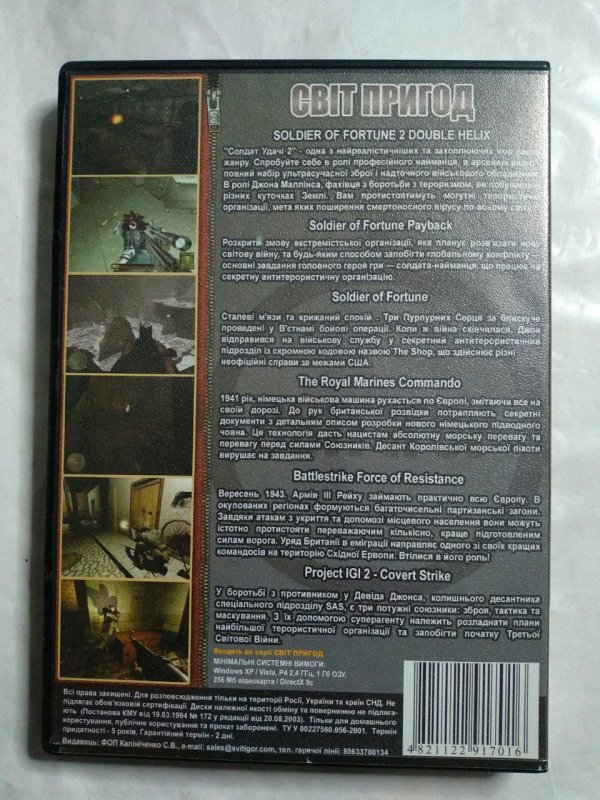 СВІТ ПРИГОД
SOLDIER OF FORTUNE 2 DOUBLE HELIX
"Солдат Удачі 2" - одна з найреалістичніших та захоплюючих ігор
жанру. Спробуйте себе в ролі професійного найманця, в арсеналі
повний набір ультрасучасної зброї і надточного військового обладнання.
В ролі Джона Маллінса, фахівця з боротьби з тероризмом, ви побуваєте
різних куточках Землі. Вам протистоятимуть могутні терористичні
організації, мета яких поширення смертоносного вірусу по всьому світу.
Soldier of Fortune Payback
Розкрити змову екстремістської організації, яка планує розв'язати нову
світову війну, та будь-яким способом запобігти глобальному конфлікту –
основні завдання головного героя гри — солдата-найманця, що працює на
секретну антитерористичну організацію.
Soldier of Fortune
Сталеві м'язи та крижаний спокій . Три Пурпурних Серця за блискуче
проведені у В'єтнамі бойові операції. Коли ж війна скінчилася. Джон
відправився на військову службу у секретний антитерористичний
підрозділ із скромною кодовою назвою The Shop, що здійснює різні
неофіційні справи за межами США.
The Royal Marines Commando
1941 рік, німецька військова машина рухається по Європі, змітаючи все на
своїй дорозі. До рук британської розвідки потрапляють секретні
документи з детальним описом розробки нового німецького підводного
човна. Ця технологія дасть нацистам абсолютну морську перевагу та
перевагу перед силами Союзників. Десант Королівської морської піхоти
вирушає на завдання.
Battlestrike Force of Resistance
Вересень 1943. Армія III Рейху займають практично всю Європу. В
окупованих регіонах формуються багаточисельні партизанські загони.
Завдяки атакам з укриття та допомозі місцевого населення вони можуть
істотно протистояти переважаючим кількісно, краще підготовленим
силам ворога. Уряд Британії в еміграції направляє одного зі своїх кращих
командосів на територію Східної Европи. Втілися в його роль!
Project IGI 2 - Covert Strike
У боротьбі з противником у Девіда Джонса, колишнього десантника
спеціального підрозділу SAS, є три потужні союзники: зброя, тактика та
маскування. З їх допомогою суперагенту належить розладнати плани
найбільшої терористичної організації та запобігти початку Третьої
Світової Війни.
Входить до серії СВІТ ПРИГОД
МІНІМАЛЬНІ СИСТЕМНІ ВИМОГИ:
Windows XP / Vista, P4 2,4 ГГц, 1 Гб ОЗУ,
256 Мб відеокарта / DirectX 9c
Всі права захищені. Для розповсюдження тільки на території Росії, України та країн СНД. Не
підлягає обов'язковій сертифікації. Диски належної якості обміну та поверненню не підляга-
ють (Постанова КМУ від 19.03.1994 № 172 у редакції від 20.08.2003). Тільки для домашнього
користування, публічне користування та прокат заборонені. ТУ У 00227560.056-2001. Термін
придатності - 5 років. Гарантійний термін - 2 дні.
Видавець: ФОП Калініченко С.В., e-mail: sales@svitigor.com, тел. гарячої лінії: 80633780134
4 821122 917016